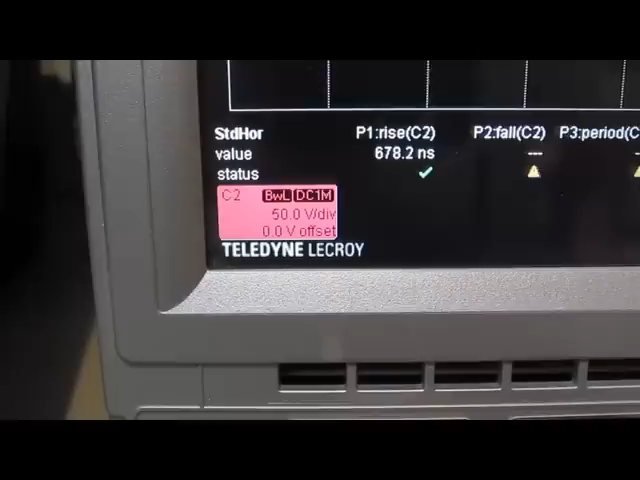 StdHor P1:rise(C2) P2:fall(C2) P3:period(C
value 678.2 ns ---
status
C2 BwL DC1M
50.0 V/div
0.0 V offset
TELEDYNE LECROY